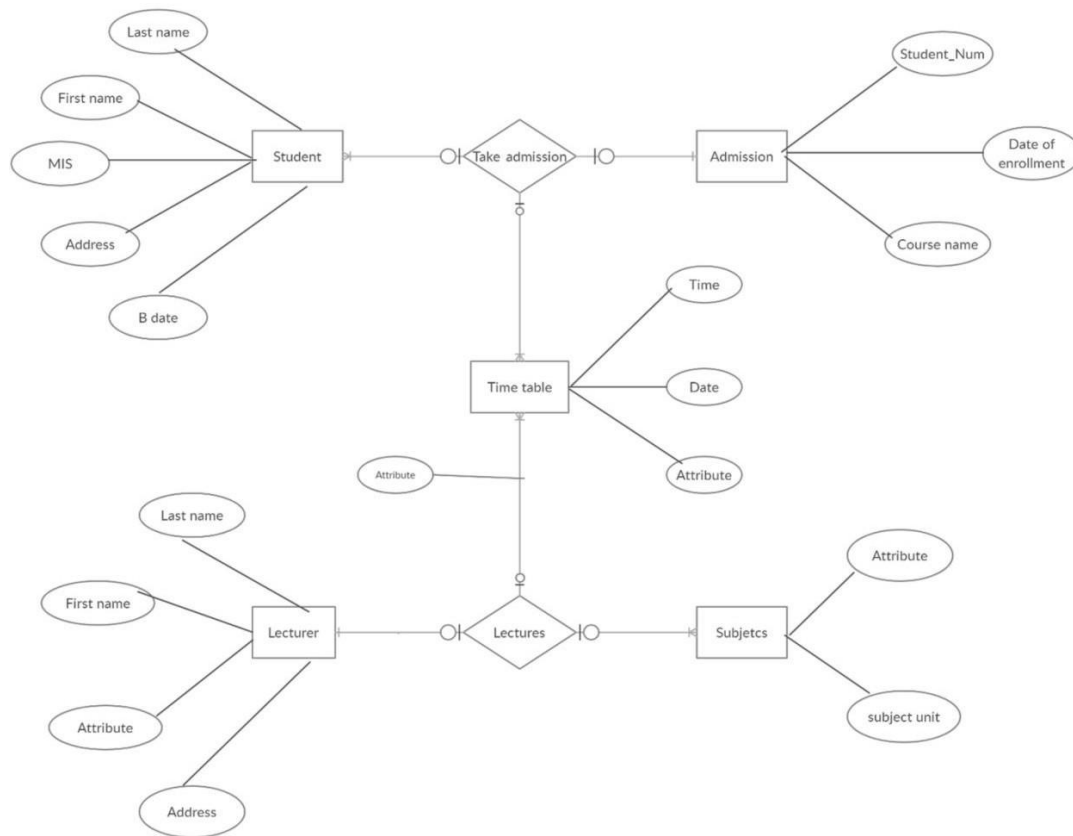 Last name
Student_Num
First name
MIS
Student
Take admission
Admission
Date of
enrollment
Address
Course name
B date
Time
Time table
Date
Attribute
Attribute
Last name
Attribute
First name
Lecturer
Lectures
Subjetcs
Attribute
subject unit
Address